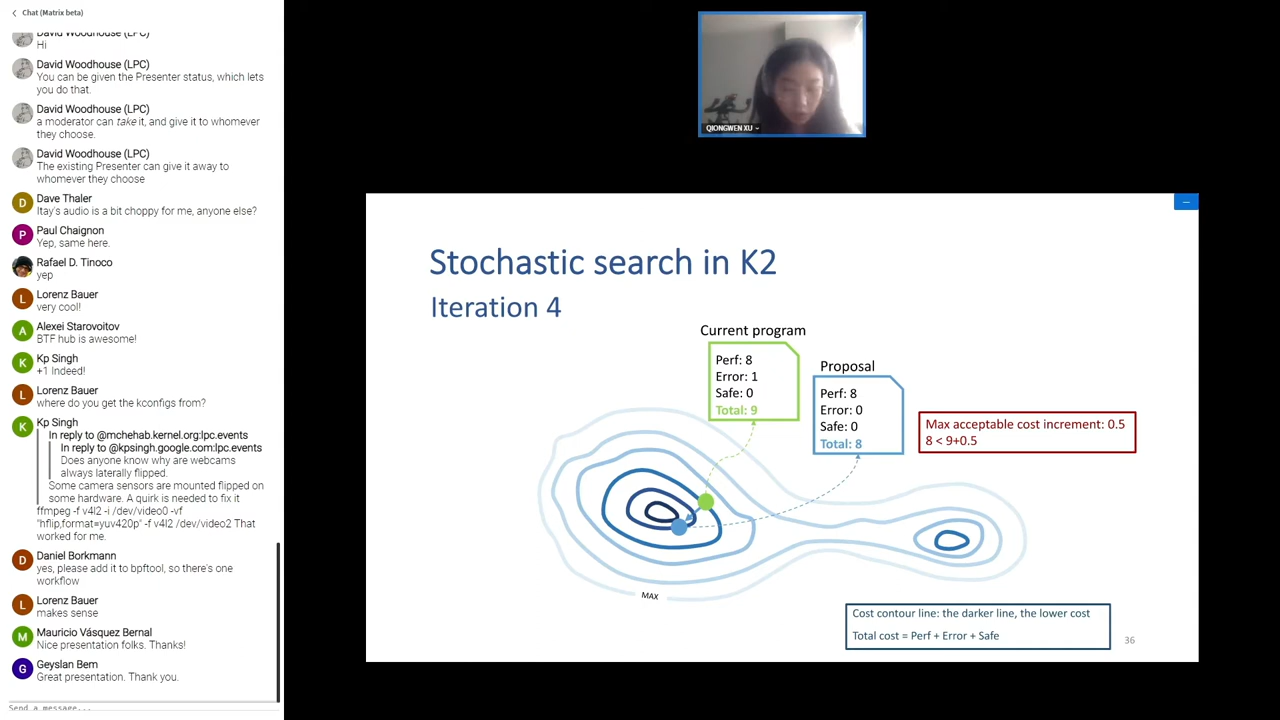 Chat (Matrix beta)
David Woodhouse (LPC)
Hi
David Woodhouse (LPC)
You can be given the Presenter status, which lets
you do that.
David Woodhouse (LPC)
a moderator can take it, and give it to whomever
they choose.
David Woodhouse (LPC)
The existing Presenter can give it away to
whomever they choose
D
Dave Thaler
Itay's audio is a bit choppy for me, anyone else?
P
Paul Chaignon
Yep, same here.
Rafael D. Tinoco
yep
L
Lorenz Bauer
very cool!
A
Alexei Starovoitov
BTF hub is awesome!
K
Kp Singh
+1 Indeed!
L
Lorenz Bauer
where do you get the kconfigs from?
K
Kp Singh
In reply to @mchehab.kernel.org:lpc.events
In reply to @kpsingh.google.com:lpc.events
Does anyone know why are webcams
always laterally flipped.
Some camera sensors are mounted flipped on
some hardware. A quirk is needed to fix it
ffmpeg -f v4l2 -i /dev/video0 -vf
"hflip,format=yuv420p" -f v4l2 /dev/video2 That
worked for me.
D
Daniel Borkmann
yes, please add it to bpftool, so there's one
workflow
L
Lorenz Bauer
makes sense
M
Mauricio Vásquez Bernal
Nice presentation folks. Thanks!
G
Geyslan Bem
Great presentation. Thank you.
Send a message...
QIONGWEN XU
Stochastic search in K2
Iteration 4
Current program
Perf: 8
Error: 1
Safe: 0
Total: 9
Proposal
Perf: 8
Error: 0
Safe: 0
Total: 8
Max acceptable cost increment: 0.5
8 < 9+0.5
MAX
Cost contour line: the darker line, the lower cost
Total cost = Perf + Error + Safe
36